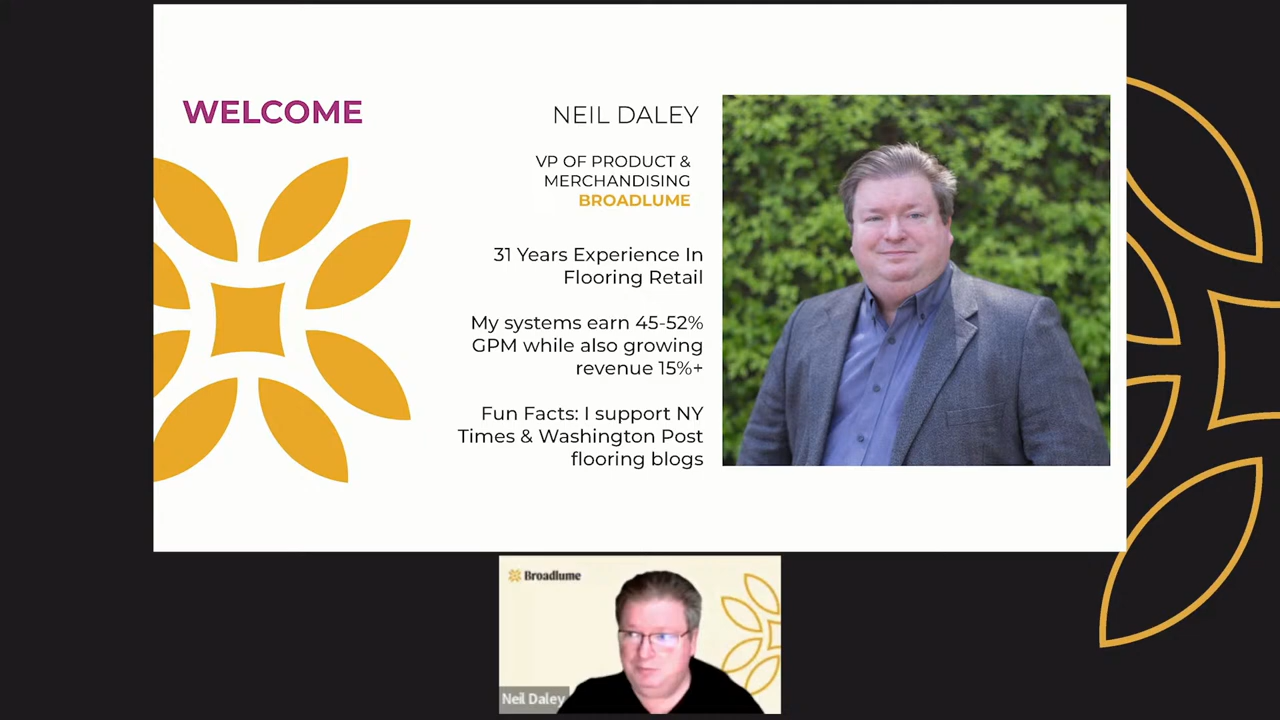 WELCOME
NEIL DALEY
VP OF PRODUCT &
MERCHANDISING
BROADLUME
31 Years Experience In
Flooring Retail
My systems earn 45-52%
GPM while also growing
revenue 15%+
Fun Facts: I support NY
Times & Washington Post
flooring blogs
Broadlume
Neil Daley